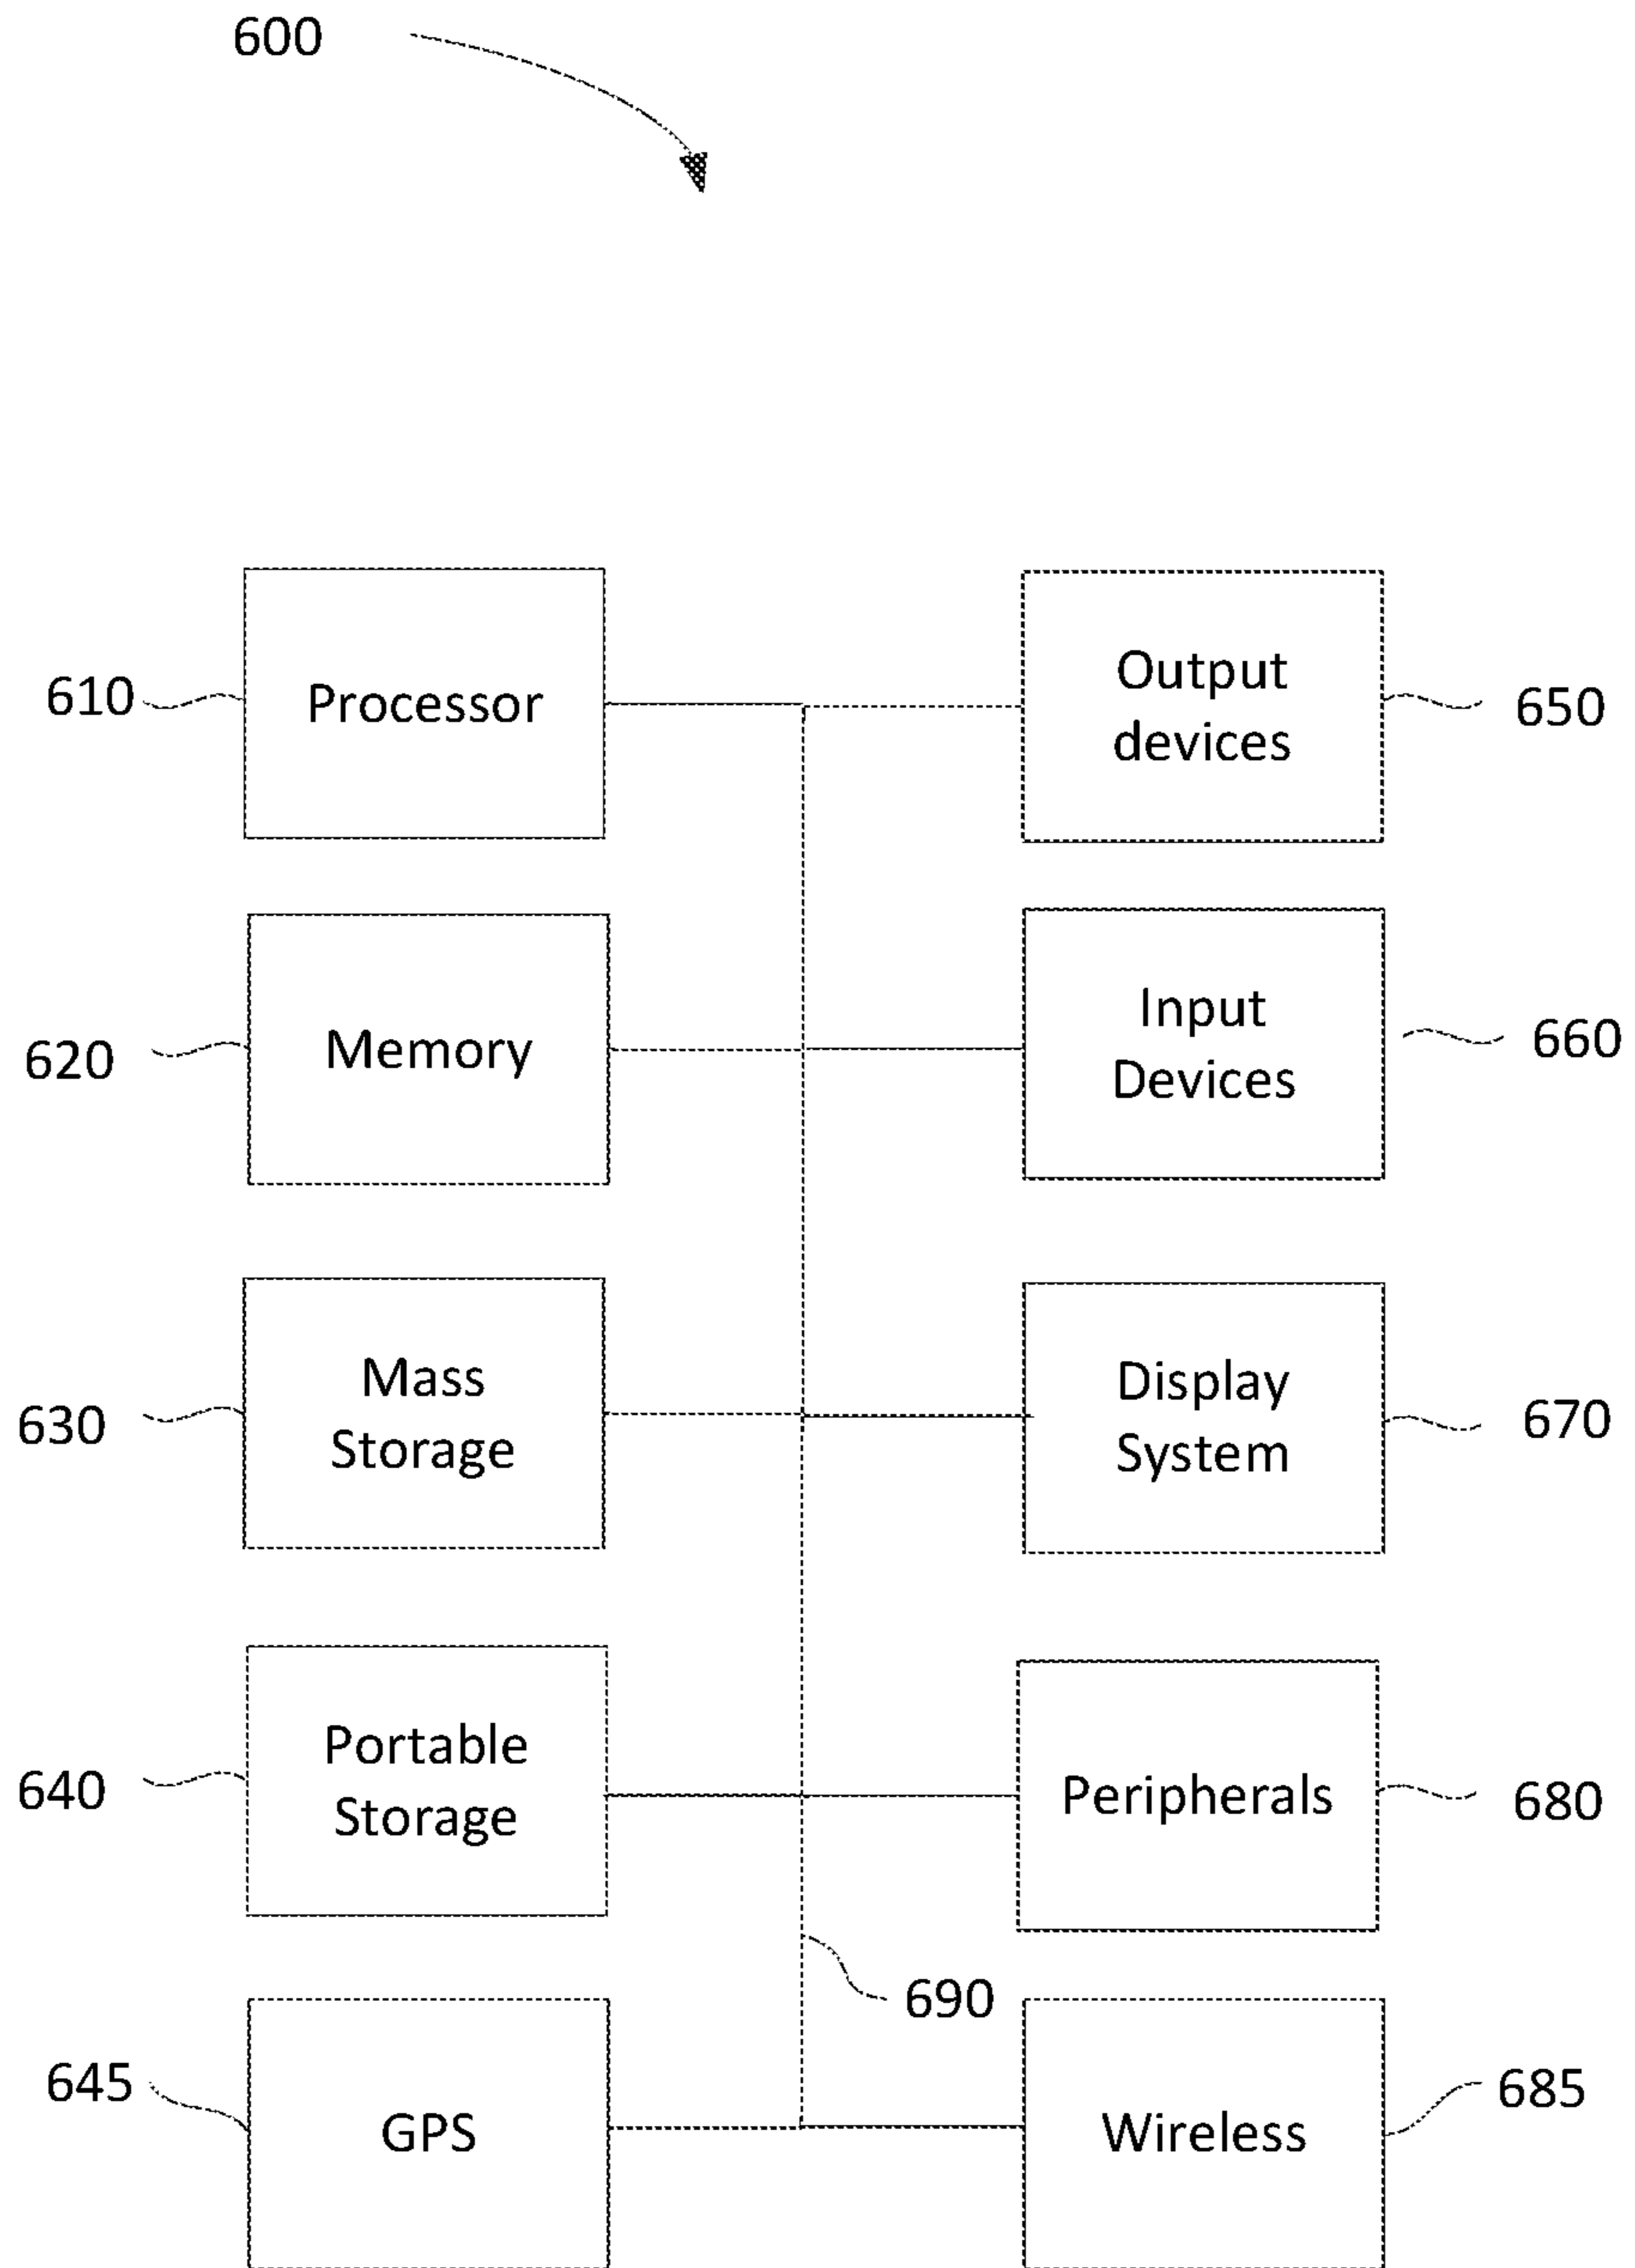 600
610
Processor
Output
devices
650
620
Memory
Input
Devices
660
630
Mass
Storage
Display
System
670
640
Portable
Storage
Peripherals
680
690
645
GPS
Wireless
685